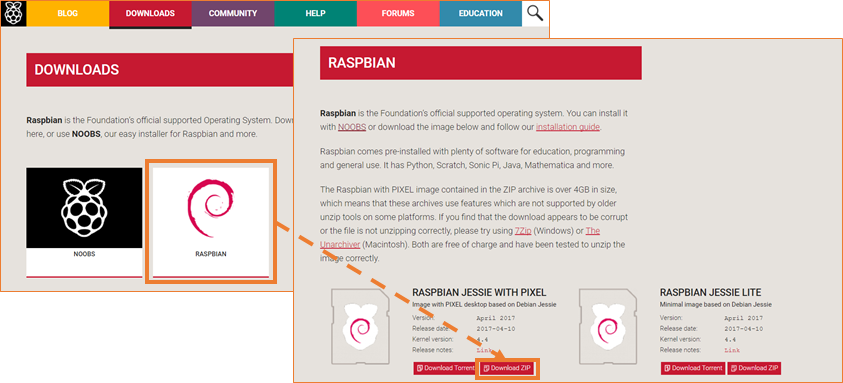 BLOG DOWNLOADS COMMUNITY HELP FORUMS EDUCATION
DOWNLOADS
Raspbian is the Foundation's official supported Operating System. Dow
here, or use NOOBS, our easy installer for Raspbian and more.
NOOBS
RASPBIAN
RASPBIAN
Raspbian is the Foundation's official supported operating system. You can install it
with NOOBS or download the image below and follow our installation guide.
Raspbian comes pre-installed with plenty of software for education, programming
and general use. It has Python, Scratch, Sonic Pi, Java, Mathematica and more.
The Raspbian with PIXEL image contained in the ZIP archive is over 4GB in size,
which means that these archives use features which are not supported by older
unzip tools on some platforms. If you find that the download appears to be corrupt
or the file is not unzipping correctly, please try using 7Zip (Windows) or The
Unarchiver (Macintosh). Both are free of charge and have been tested to unzip the
image correctly.
RASPBIAN JESSIE WITH PIXEL
Image with PIXEL desktop based on Debian Jessie
Version: April 2017
Release date: 2017-04-10
Kernel version: 4.4
Release notes: Link
Download Torrent Download ZIP
RASPBIAN JESSIE LITE
Minimal image based on Debian Jessie
Version: April 2017
Release date: 2017-04-10
Kernel version: 4.4
Release notes: Link
Download Torrent Download ZIP